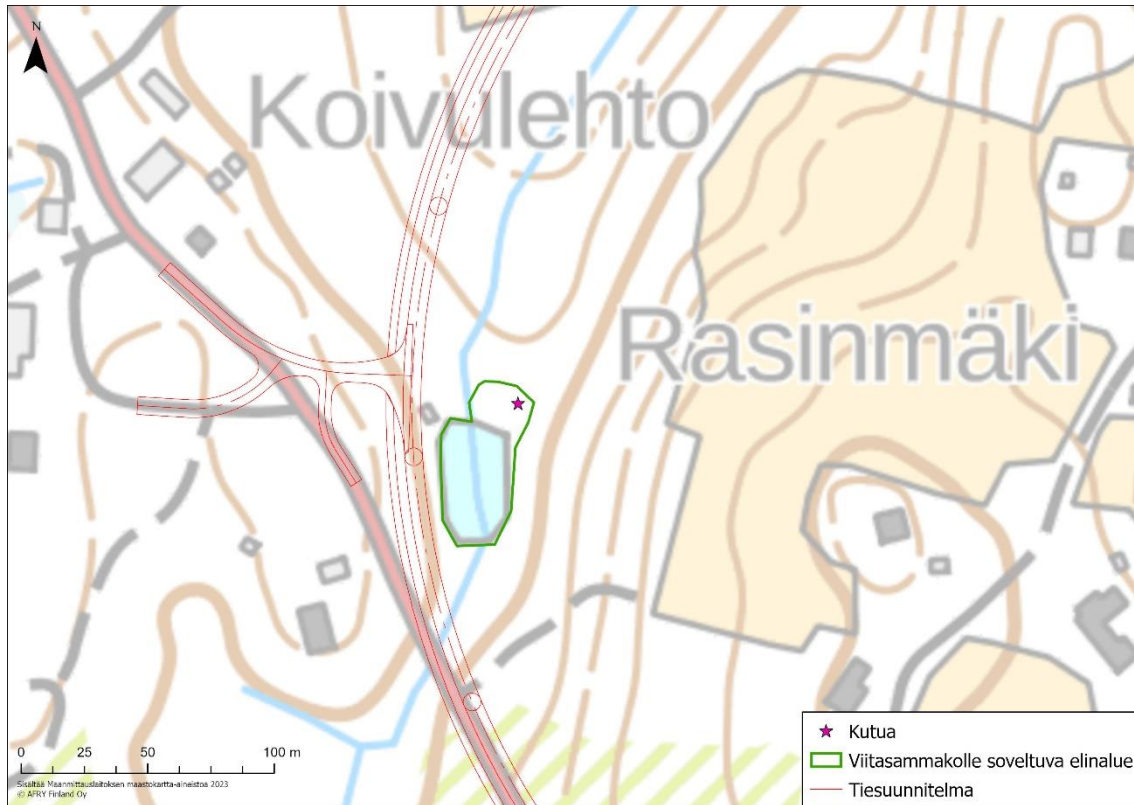 N
Koivulehto
Rasinmäki
0 25 50 100 m
Sisältää Maanmittauslaitoksen maastokartta-aineistoa 2023
© AFRY Finland Oy
Kutua
Viitasammakolle soveltuva elinalue
Tiesuunnitelma